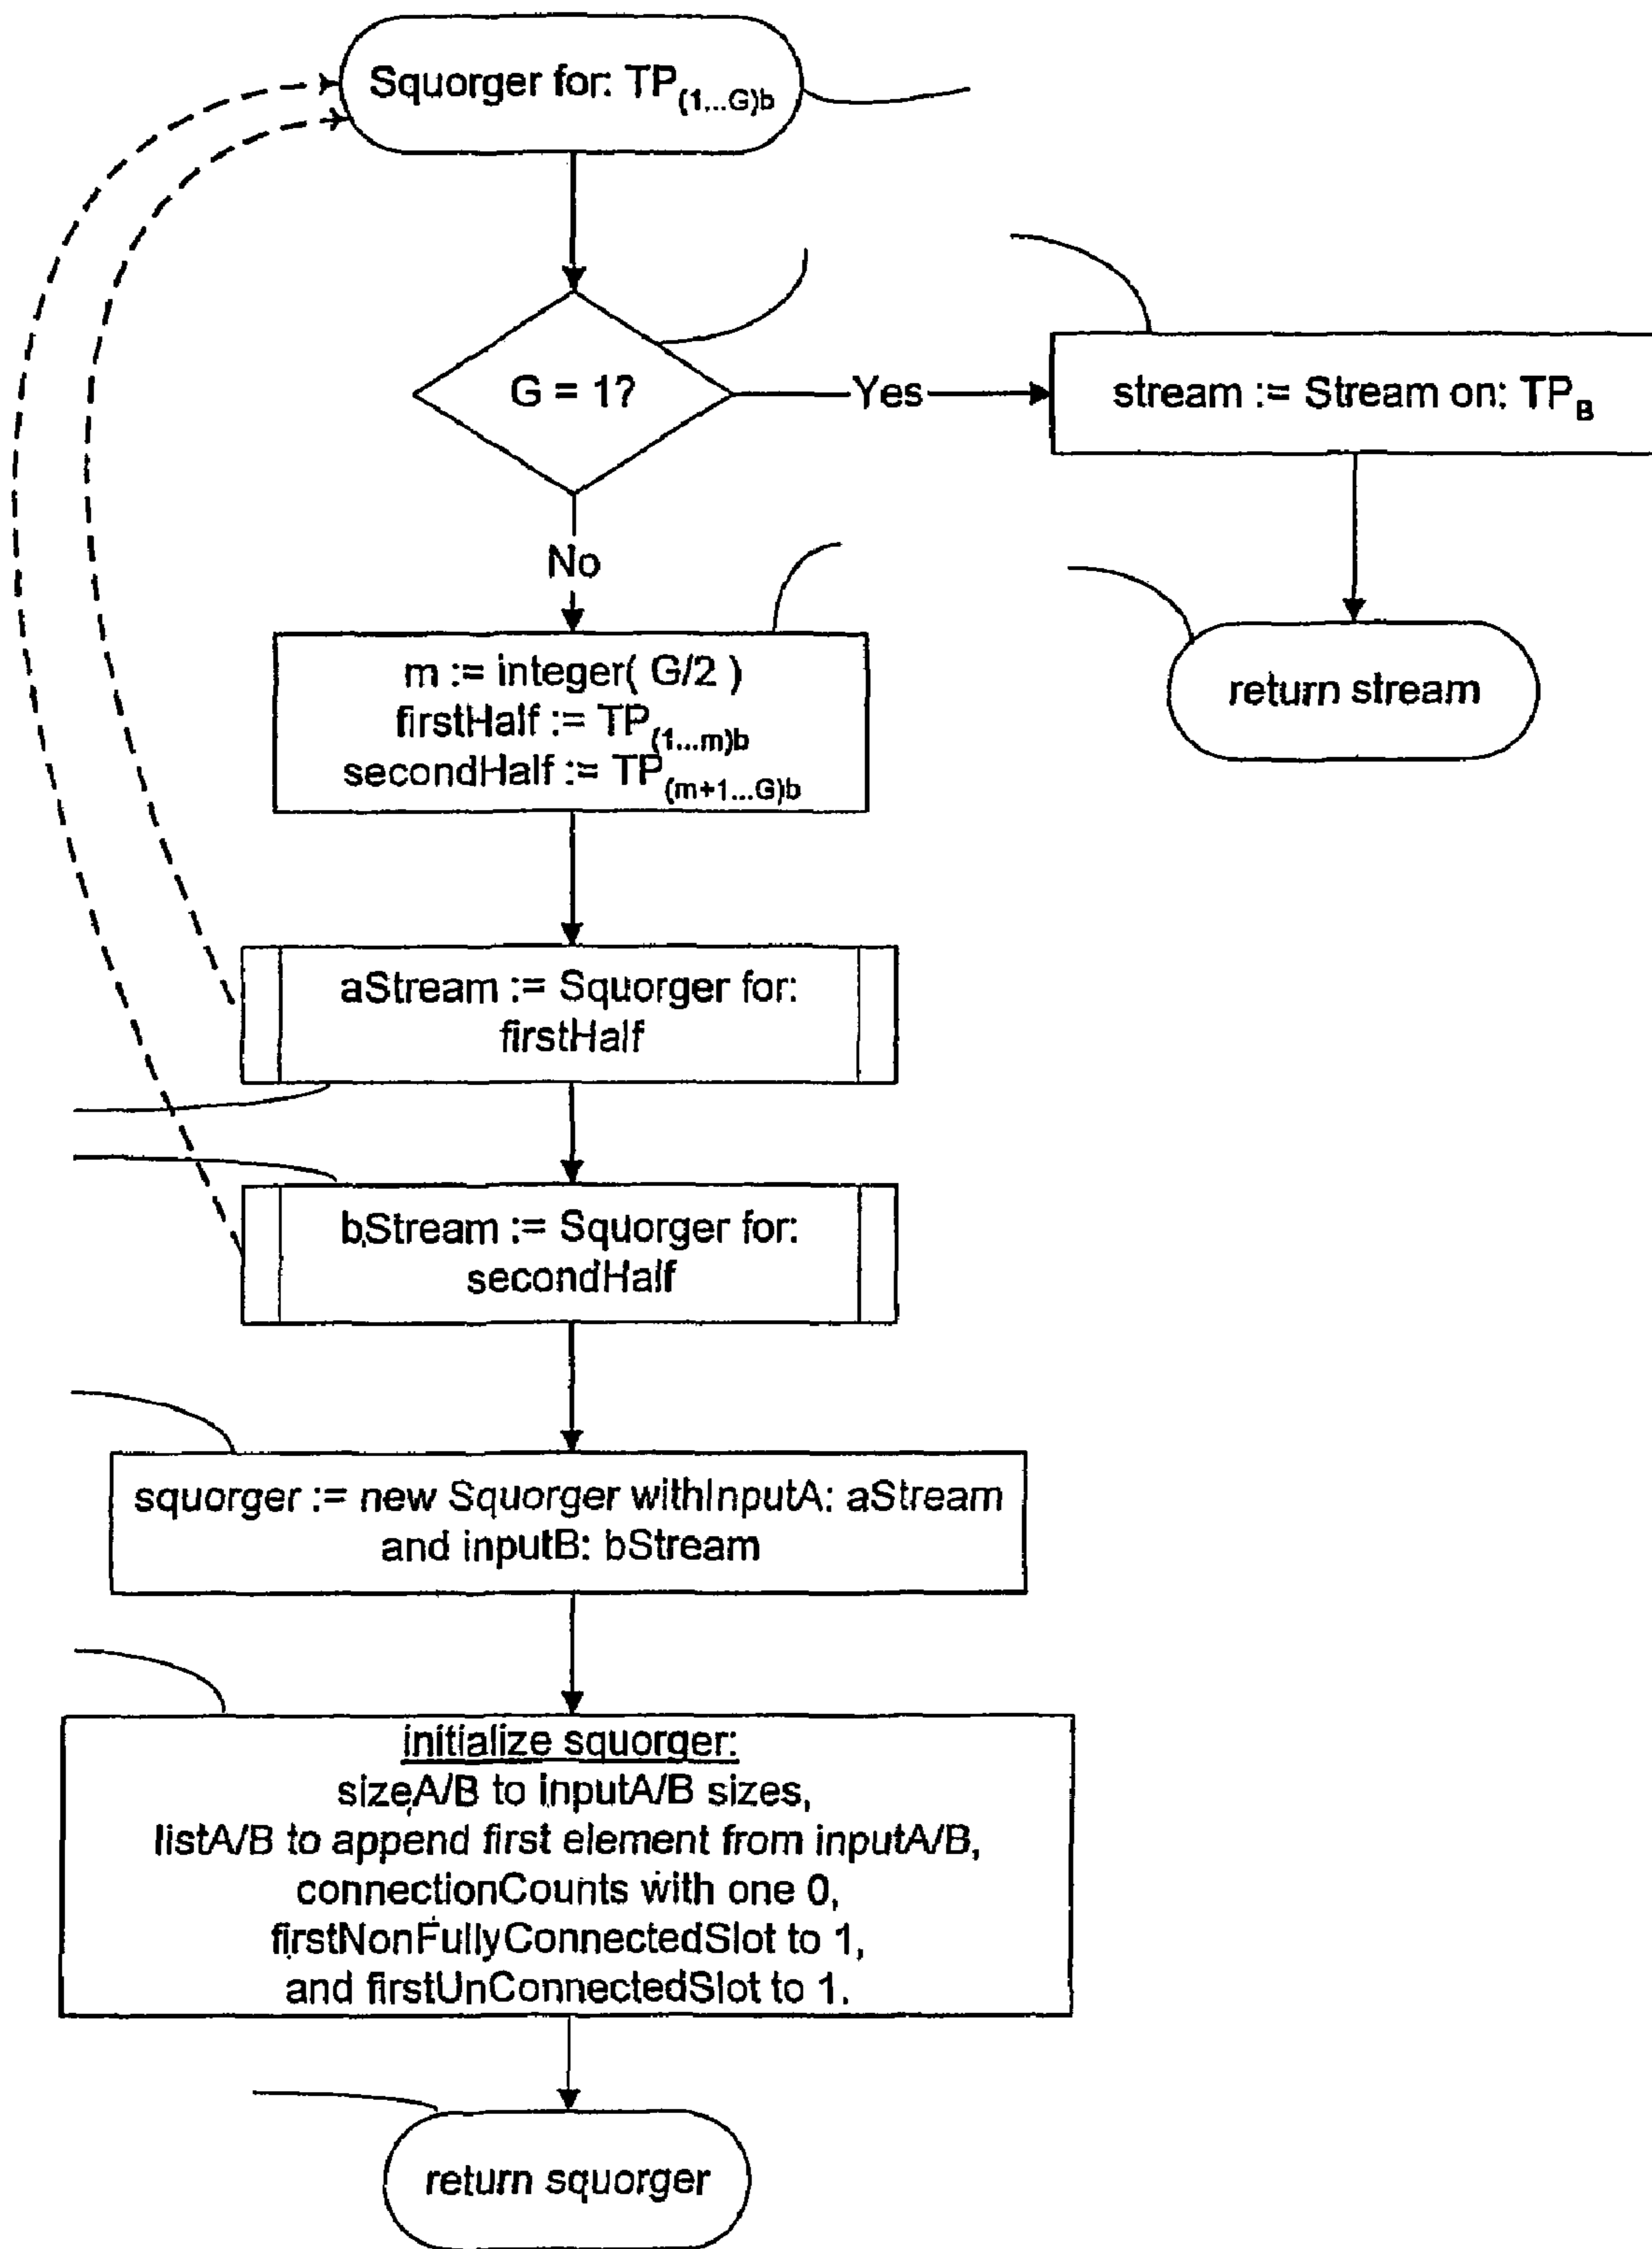 Squorger for: TP(1...G)b
G = 1?
Yes
stream := Stream on: TPB
No
return stream
m := integer( G/2 )
firstHalf := TP(1...m)b
secondHalf := TP(m+1...G)b
aStream := Squorger for:
firstHalf
bStream := Squorger for:
secondHalf
squorger := new Squorger withInputA: aStream
and inputB: bStream
initialize squorger:
sizeA/B to inputA/B sizes,
listA/B to append first element from inputA/B,
connectionCounts with one 0,
firstNonFullyConnectedSlot to 1,
and firstUnConnectedSlot to 1.
return squorger